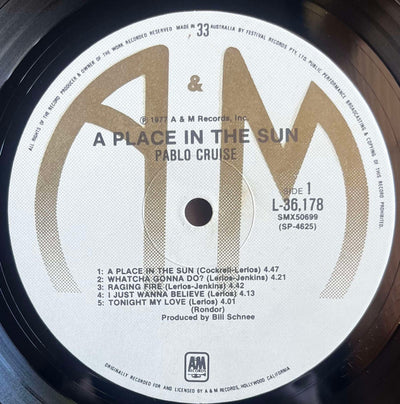 ALL RIGHTS OF THE RECORD PRODUCER & OWNER OF THE WORK RECORDED RESERVED • MADE IN AUSTRALIA BY FESTIVAL RECORDS PTY. LTD. PUBLIC PERFORMANCE BROADCASTING & COPYING OF THIS RECORD PROHIBITED.
33
A & M
℗ 1977 A & M Records, Inc.
A PLACE IN THE SUN
PABLO CRUISE
SIDE 1
L-36,178
SMX50699
(SP-4625)
1: A PLACE IN THE SUN (Cockrell-Lerios) 4.47
2: WHATCHA GONNA DO? (Lerios-Jenkins) 4.21
3: RAGING FIRE (Lerios-Jenkins) 4.42
4: I JUST WANNA BELIEVE (Lerios) 4.13
5: TONIGHT MY LOVE (Lerios) 4.01
(Rondor)
Produced by Bill Schnee
A&M
RECORDS
ORIGINALLY RECORDED FOR AND LICENSED BY A & M RECORDS, HOLLYWOOD CALIFORNIA